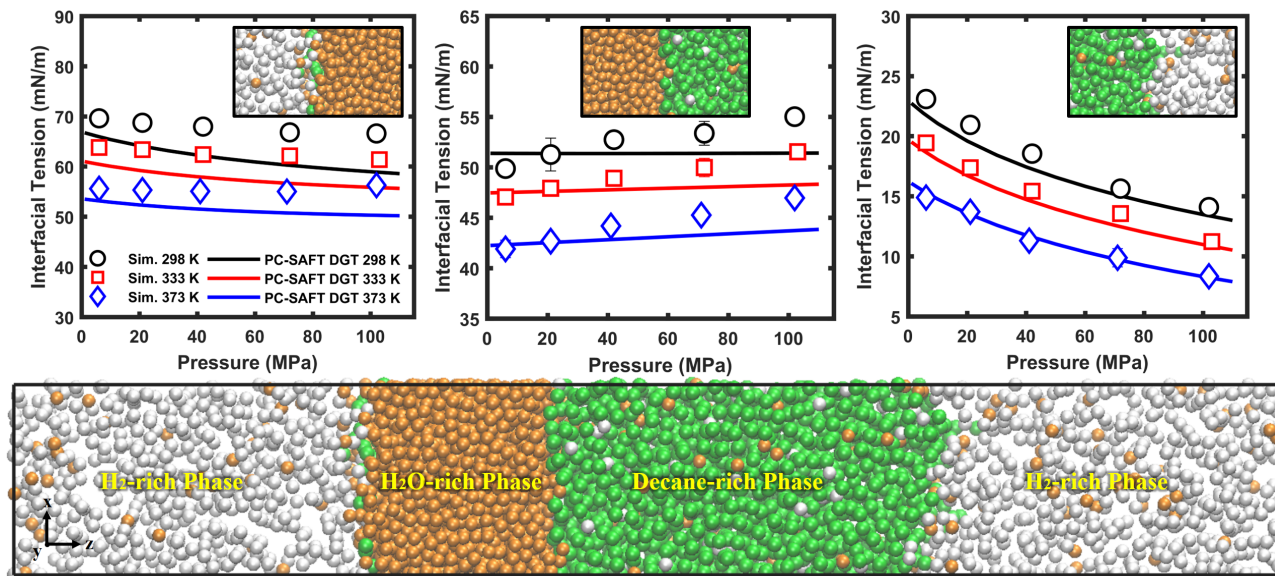 90
80
70
60
50
40
30
0 20 40 60 80 100
Interfacial Tension (mN/m)
Pressure (MPa)
Sim. 298 K PC-SAFT DGT 298 K
Sim. 333 K PC-SAFT DGT 333 K
Sim. 373 K PC-SAFT DGT 373 K
65
60
55
50
45
40
35
0 20 40 60 80 100
Interfacial Tension (mN/m)
Pressure (MPa)
30
25
20
15
10
5
0 20 40 60 80 100
Interfacial Tension (mN/m)
Pressure (MPa)
H2-rich Phase H2O-rich Phase Decane-rich Phase H2-rich Phase
x
y z